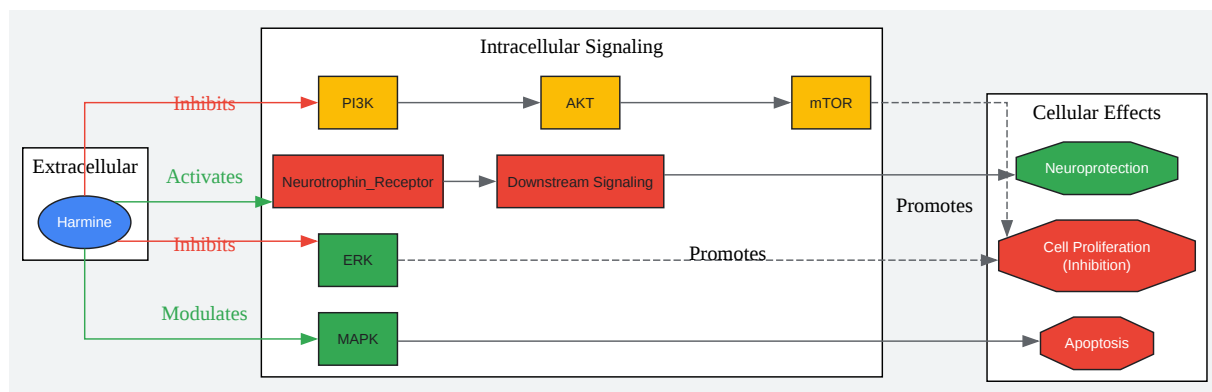 Intracellular Signaling
Inhibits
PI3K
AKT
mTOR
Cellular Effects
Extracellular
Activates
Neurotrophin_Receptor
Downstream Signaling
Neuroprotection
Harmine
Promotes
Inhibits
ERK
Promotes
Cell Proliferation
(Inhibition)
Modulates
MAPK
Apoptosis